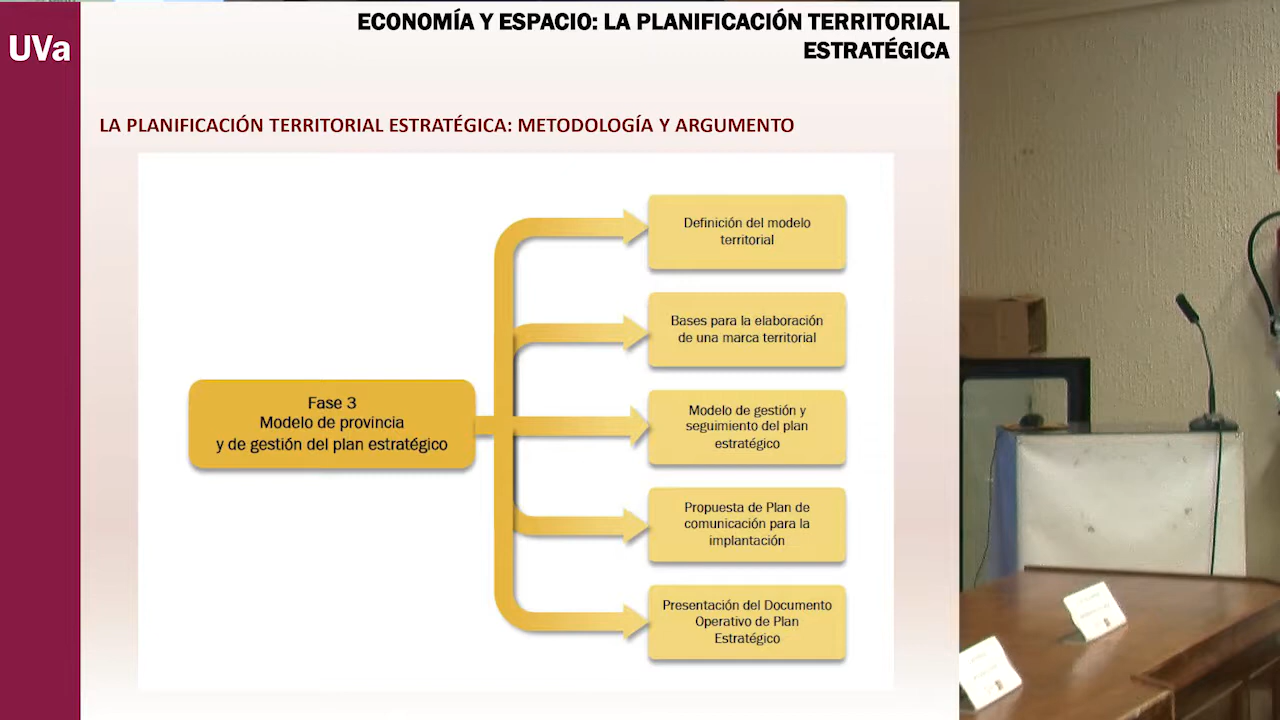 UVa
ECONOMÍA Y ESPACIO: LA PLANIFICACIÓN TERRITORIAL
ESTRATÉGICA
LA PLANIFICACIÓN TERRITORIAL ESTRATÉGICA: METODOLOGÍA Y ARGUMENTO
Fase 3
Modelo de provincia
y de gestión del plan estratégico
Definición del modelo
territorial
Bases para la elaboración
de una marca territorial
Modelo de gestión y
seguimiento del plan
estratégico
Propuesta de Plan de
comunicación para la
implantación
Presentación del Documento
Operativo de Plan
Estratégico